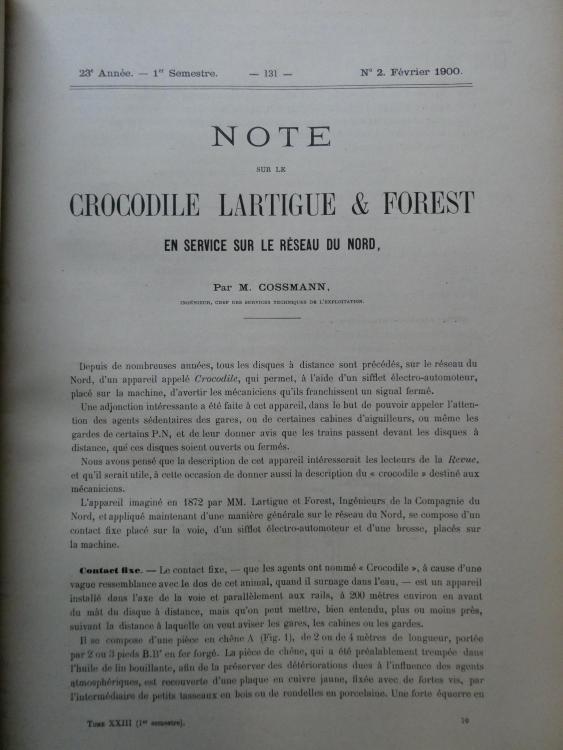 23ᵉ Année. — 1ᵉʳ Semestre. — 131 — N° 2. Février 1900.
NOTE
SUR LE
CROCODILE LARTIGUE & FOREST
EN SERVICE SUR LE RÉSEAU DU NORD,
Par M. COSSMANN,
INGÉNIEUR, CHEF DES SERVICES TECHNIQUES DE L'EXPLOITATION.
Depuis de nombreuses années, tous les disques à distance sont précédés, sur le réseau du
Nord, d'un appareil appelé Crocodile, qui permet, à l'aide d'un sifflet électro-automoteur,
placé sur la machine, d'avertir les mécaniciens qu'ils franchissent un signal fermé.
Une adjonction intéressante a été faite à cet appareil, dans le but de pouvoir appeler l'atten-
tion des agents sédentaires des gares, ou de certaines cabines d'aiguilleurs, ou même les
gardes de certains P.N, et de leur donner avis que les trains passent devant les disques à
distance, que ces disques soient ouverts ou fermés.
Nous avons pensé que la description de cet appareil intéresserait les lecteurs de la Revue,
et qu'il serait utile, à cette occasion de donner aussi la description du « crocodile » destiné aux
mécaniciens.
L'appareil imaginé en 1872 par MM. Lartigue et Forest, Ingénieurs de la Compagnie du
Nord, et appliqué maintenant d'une manière générale sur le réseau du Nord, se compose d'un
contact fixe placé sur la voie, d'un sifflet électro-automoteur et d'une brosse, placés sur
la machine.
Contact fixe. — Le contact fixe, — que les agents ont nommé « Crocodile », à cause d'une
vague ressemblance avec le dos de cet animal, quand il surnage dans l'eau, — est un appareil
installé dans l'axe de la voie et parallèlement aux rails, à 200 mètres environ en avant
du mât du disque à distance, mais qu'on peut mettre, bien entendu, plus ou moins près,
suivant la distance à laquelle on veut aviser les gares, les cabines ou les gardes.
Il se compose d'une pièce en chêne A (Fig. 1), de 2 ou de 4 mètres de longueur, portée
par 2 ou 3 pieds B.B' en fer forgé. La pièce de chêne, qui a été préalablement trempée dans
l'huile de lin bouillante, afin de la préserver des détériorations dues à l'influence des agents
atmosphériques, est recouverte d'une plaque en cuivre jaune, fixée avec de fortes vis, par
l'intermédiaire de petits tasseaux en bois ou de rondelles en porcelaine. Une forte équerre en
TOME XXIII (1ᵉʳ semestre). 10